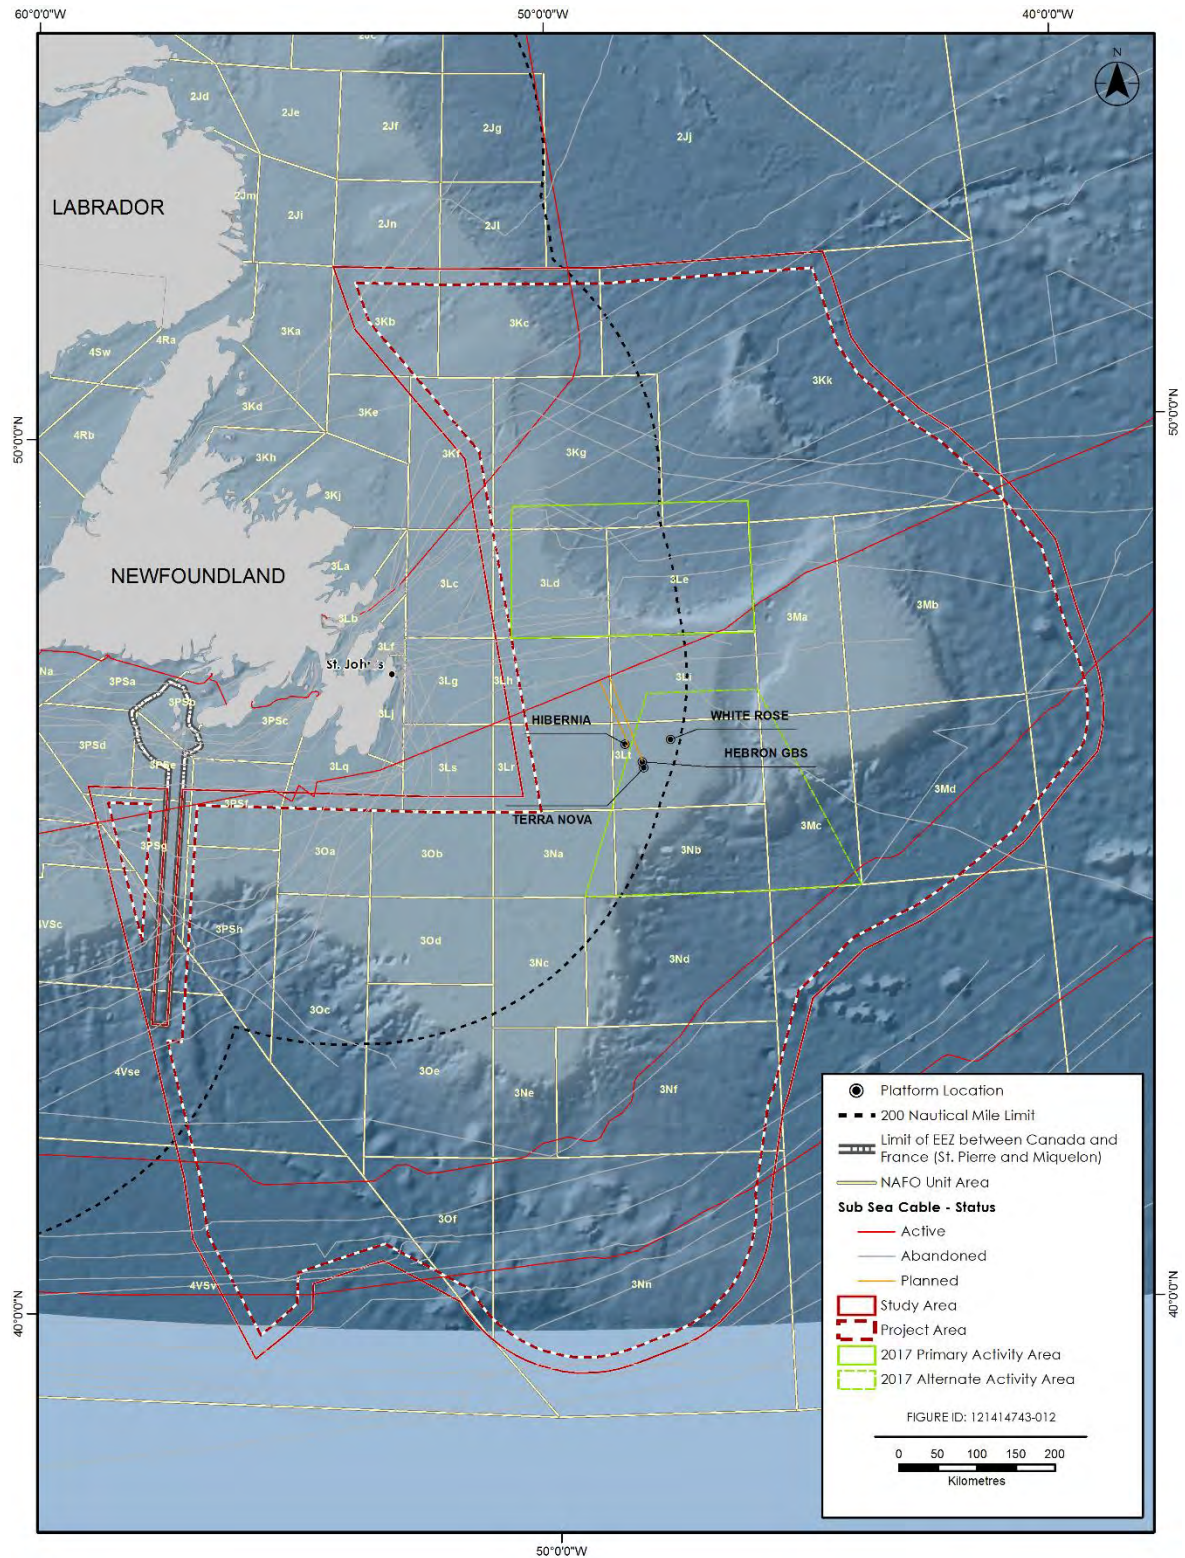 60°0'0"W
50°0'0"W
40°0'0"W
N
2Jd
2Je
2Jf
2Jg
2Jj
LABRADOR
2Jm
2Ji
2Jn
2Jl
3Ka
3Kb
3Kc
4Sw
4Ra
3Kk
3Kd
3Ke
50°0'0"N
50°0'0"N
4Rb
3Kh
3Kf
3Kg
3Kj
NEWFOUNDLAND
3La
3Lc
3Ld
3Le
3Lb
3Ma
3Mb
3Lf
St. John's
3PSa
3Lg
3Lh
3Li
3PSb
3PSc
3Lj
HIBERNIA
WHITE ROSE
3PSd
3PSe
3Lq
3Ls
3Lr
3Lt
HEBRON GBS
3Md
3PSf
TERRA NOVA
3Mc
3PSg
3Oa
3Ob
3Na
3Nb
3PSh
3Od
3Nc
3Nd
3Oc
4Vse
3Oe
3Ne
3Nf
3Of
4VSv
3Nn
40°0'0"N
40°0'0"N
Platform Location
200 Nautical Mile Limit
Limit of EEZ between Canada and
France (St. Pierre and Miquelon)
NAFO Unit Area
Sub Sea Cable - Status
Active
Abandoned
Planned
Study Area
Project Area
2017 Primary Activity Area
2017 Alternate Activity Area
FIGURE ID: 121414743-012
0 50 100 150 200
Kilometres
50°0'0"W